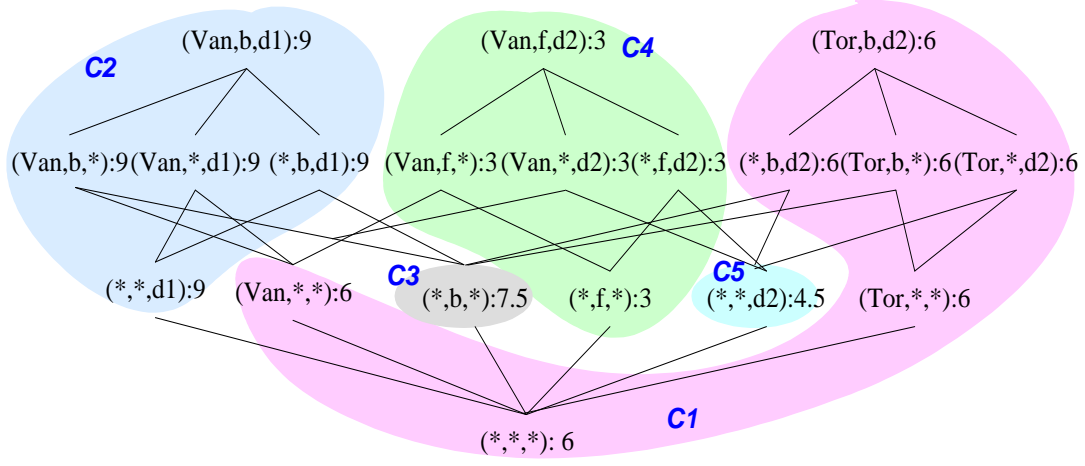 (Van,b,d1):9 (Van,f,d2):3 (Tor,b,d2):6
C2 C4
(Van,b,*):9 (Van,*,d1):9 (*,b,d1):9 (Van,f,*):3 (Van,*,d2):3 (*,f,d2):3 (*,b,d2):6 (Tor,b,*):6 (Tor,*,d2):6
C3 C5
(*,*,d1):9 (Van,*,*):6 (*,b,*):7.5 (*,f,*):3 (*,*,d2):4.5 (Tor,*,*):6
C1
(*,*,*): 6